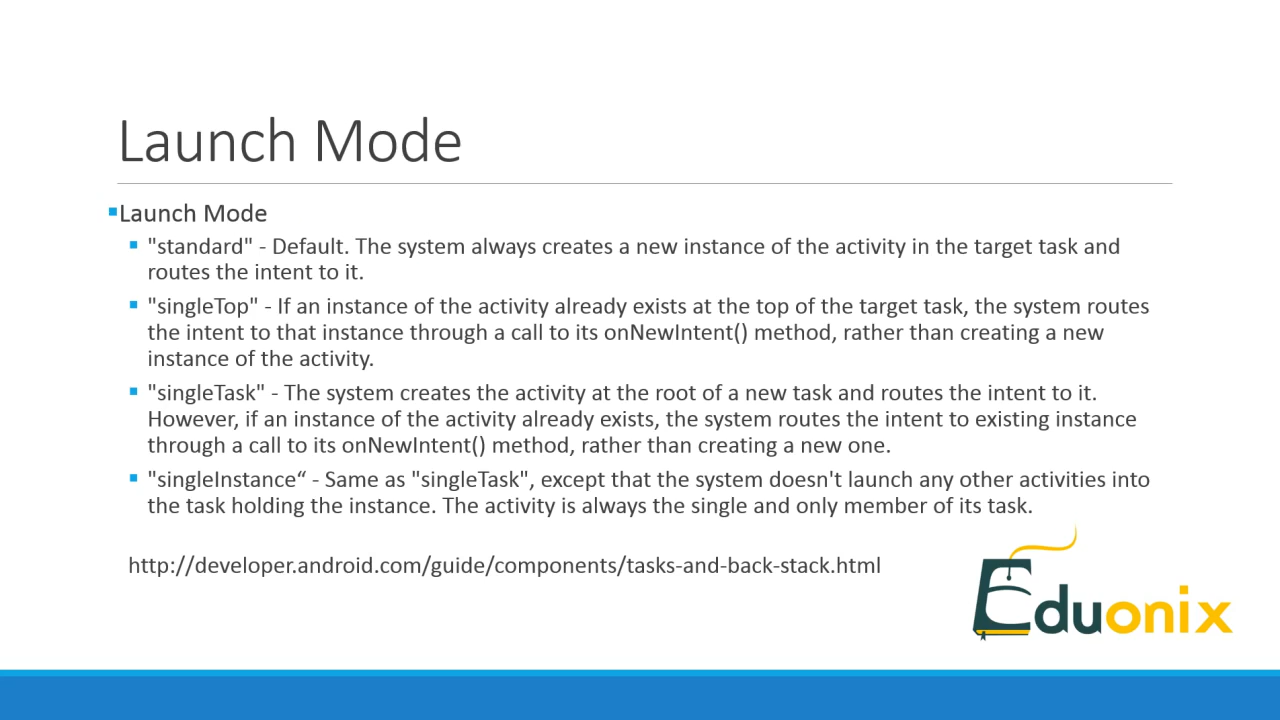 Launch Mode
Launch Mode
"standard" - Default. The system always creates a new instance of the activity in the target task and
routes the intent to it.
"singleTop" - If an instance of the activity already exists at the top of the target task, the system routes
the intent to that instance through a call to its onNewIntent() method, rather than creating a new
instance of the activity.
"singleTask" - The system creates the activity at the root of a new task and routes the intent to it.
However, if an instance of the activity already exists, the system routes the intent to existing instance
through a call to its onNewIntent() method, rather than creating a new one.
"singleInstance“ - Same as "singleTask", except that the system doesn't launch any other activities into
the task holding the instance. The activity is always the single and only member of its task.
http://developer.android.com/guide/components/tasks-and-back-stack.html
Eduonix